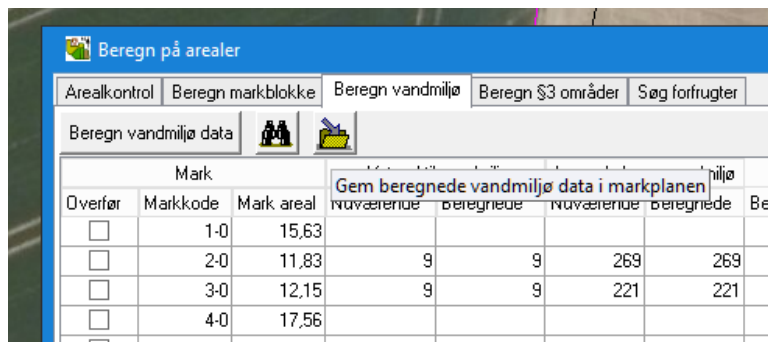 Beregn på arealer
Arealkontrol Beregn markblokke Beregn vandmiljø Beregn §3 områder Søg forfrugter
Beregn vandmiljø data
Mark
Gem beregnede vandmiljø data i markplanen
Overfør Markkode Mark areal Nuværende Beregnede Nuværende Beregnede
1-0 15,63
2-0 11,83 9 9 269 269
3-0 12,15 9 9 221 221
4-0 17,56